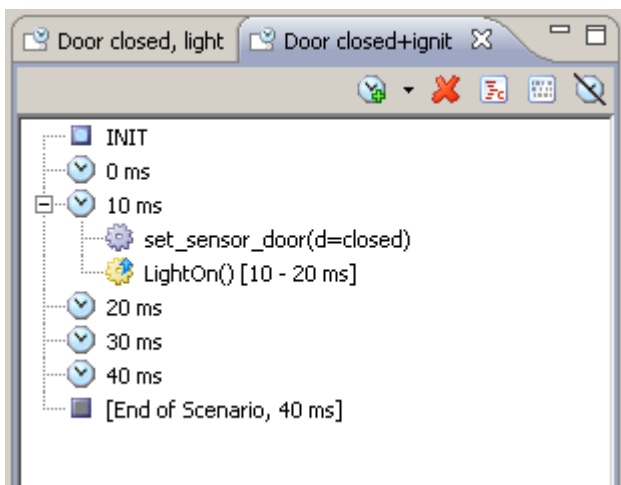 Door closed, light Door closed+ignit
INIT
0 ms
10 ms
set_sensor_door(d=closed)
LightOn() [10 - 20 ms]
20 ms
30 ms
40 ms
[End of Scenario, 40 ms]